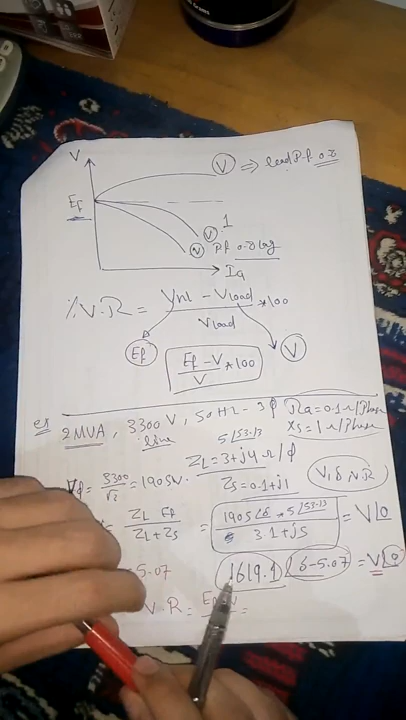 V
V ⇒ lead P.f 0.8
Ef
V 1
V P.f 0.8 lag
Ia
% V.R = Vnl - Vload / Vload * 100
Ef V
Ef - V / V * 100
ex 2MVA, 3300 V, 50Hz - 3ϕ Ra = 0.1 Ω/Phase
line Xs = 1 Ω/Phase
5∠53.13
ZL = 3+j4 Ω/ϕ
Vϕ = 3300/√3 = 1905V. Zs = 0.1+j1 V, δ V.R
= ZL Ef / ZL + Zs = 1905∠δ * 5∠53.13 / 3.1+j5 = V∠0
5.07 1619.1 ∠δ-5.07 = V∠0
V.R = Ef - V =